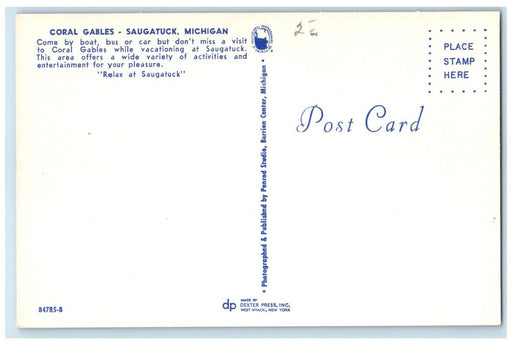 CORAL GABLES - SAUGATUCK, MICHIGAN
Come by boat, bus or car but don't miss a visit
to Coral Gables while vacationing at Saugatuck.
This area offers a wide variety of activities and
entertainment for your pleasure.
"Relax at Saugatuck"
• Photographed & Published by Penrod Studio, Berrien Center, Michigan •
PLACE
STAMP
HERE
Post Card
84785-B
dp
MADE BY
DEXTER PRESS, INC.
WEST NYACK, NEW YORK